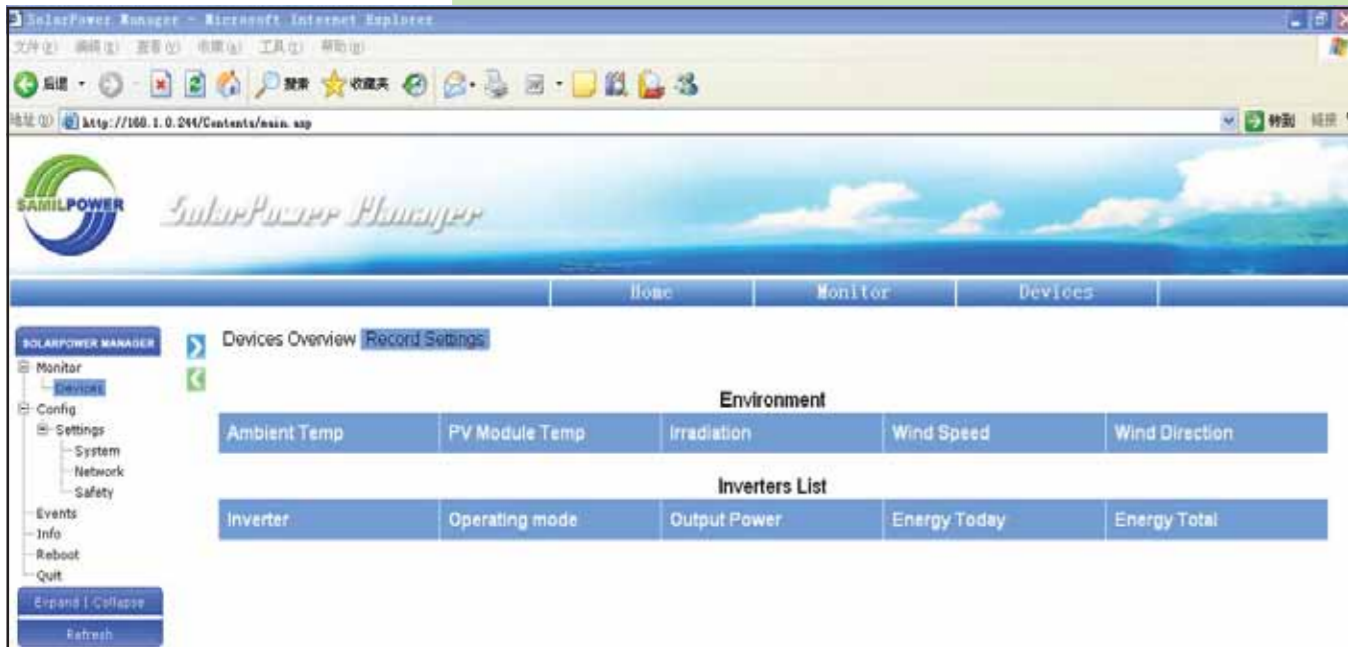 SolarPower Manager - Microsoft Internet Explorer
文件(F) 编辑(E) 查看(V) 收藏(A) 工具(T) 帮助(H)
后退 搜索 收藏夹
地址(D) http://160.1.0.244/Contents/main.asp 转到 链接
SAMILPOWER
SolarPower Manager
Home Monitor Devices
SOLARPOWER MANAGER
Monitor
Devices
Config
Settings
System
Network
Safety
Events
Info
Reboot
Quit
Expand | Collapse
Refresh
Devices Overview Record Settings
Environment
Ambient Temp PV Module Temp Irradiation Wind Speed Wind Direction
Inverters List
Inverter Operating mode Output Power Energy Today Energy Total